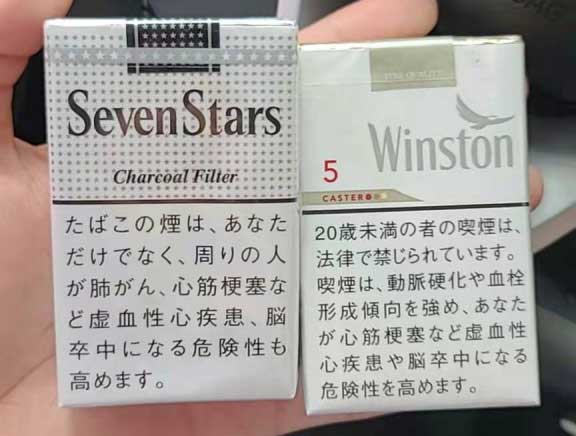 Seven Stars
Charcoal Filter
たばこの煙は、あなた
だけでなく、周りの人
が肺がん、心筋梗塞な
ど虚血性心疾患、脳
卒中になる危険性も
高めます。
Winston
5
CASTER
20歳未満の者の喫煙は、
法律で禁じられています。
喫煙は、動脈硬化や血栓
形成傾向を強め、あなた
が心筋梗塞など虚血性
心疾患や脳卒中になる
危険性を高めます。